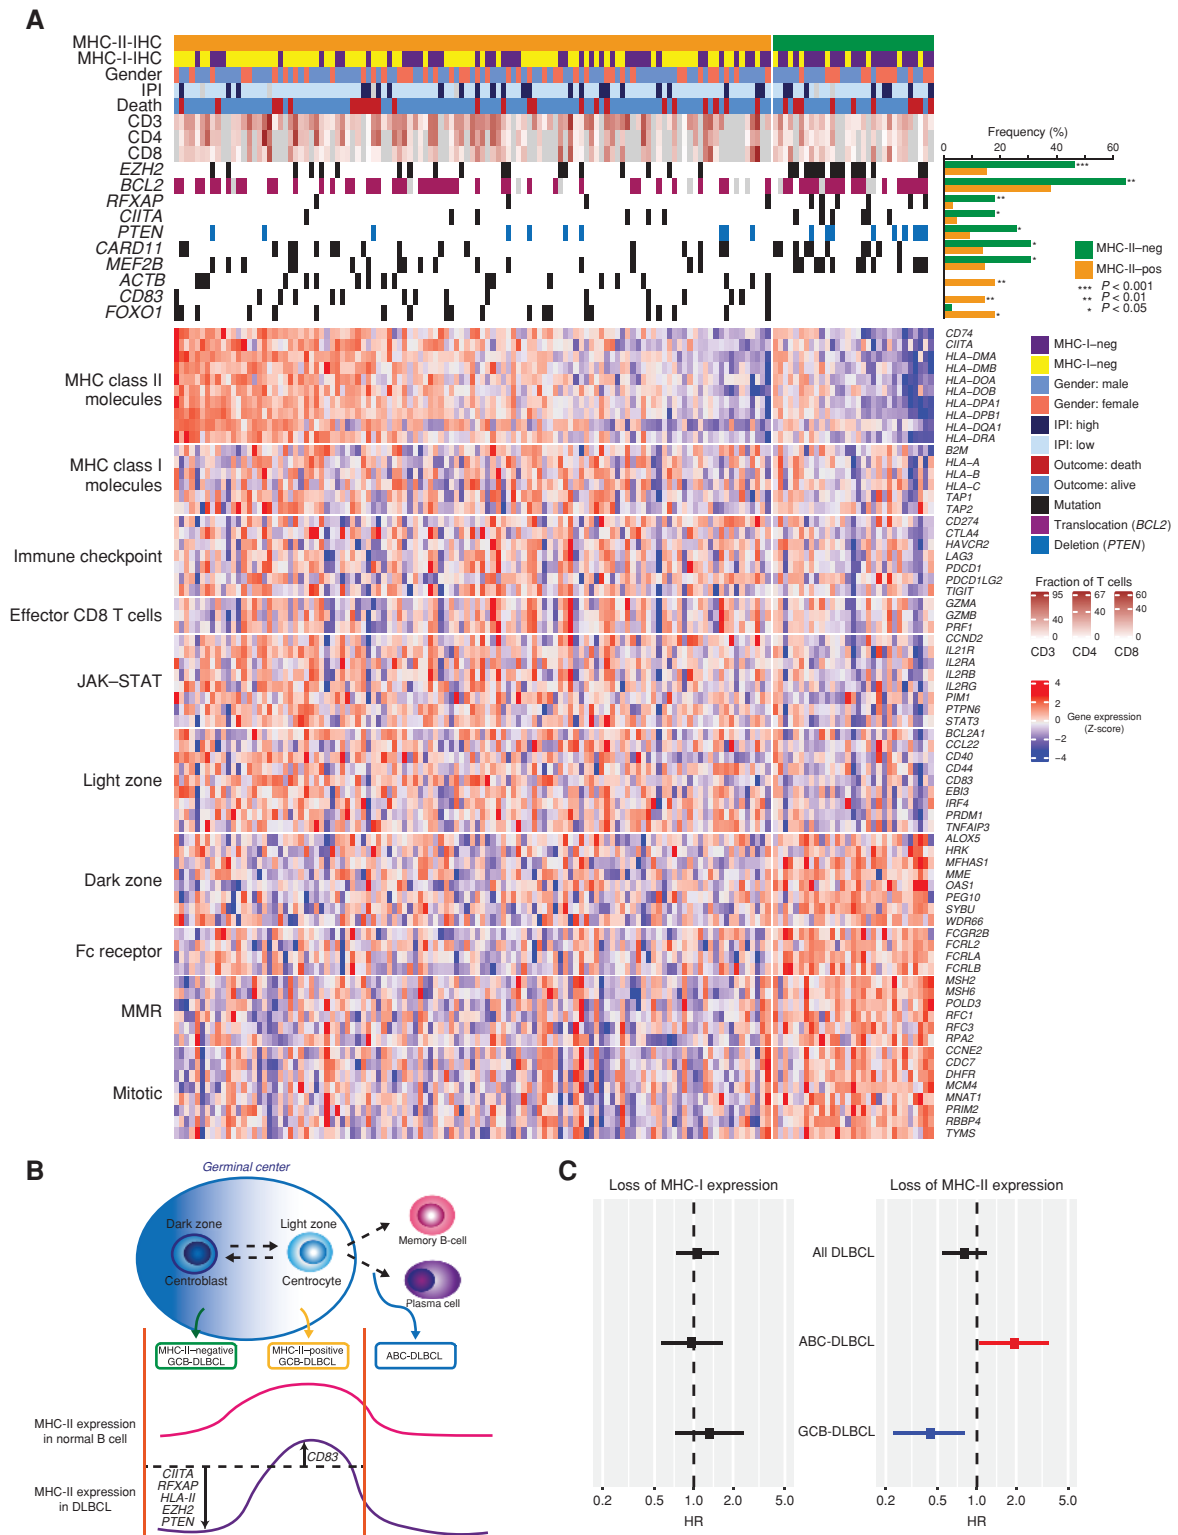 A
MHC-II-IHC
MHC-I-IHC
Gender
IPI
Death
CD3
CD4
CD8
EZH2
BCL2
RFXAP
CIITA
PTEN
CARD11
MEF2B
ACTB
CD83
FOXO1
Frequency (%)
0 20 40 60
***
**
**
*
*
*
*
**
**
*
MHC-II–neg
MHC-II–pos
*** P < 0.001
** P < 0.01
* P < 0.05
MHC class II
molecules
MHC class I
molecules
Immune checkpoint
Effector CD8 T cells
JAK–STAT
Light zone
Dark zone
Fc receptor
MMR
Mitotic
CD74
CIITA
HLA–DMA
HLA–DMB
HLA–DOA
HLA–DOB
HLA–DPA1
HLA–DPB1
HLA–DQA1
HLA–DRA
B2M
HLA–A
HLA–B
HLA–C
TAP1
TAP2
CD274
CTLA4
HAVCR2
LAG3
PDCD1
PDCD1LG2
TIGIT
GZMA
GZMB
PRF1
CCND2
IL21R
IL2RA
IL2RB
IL2RG
PIM1
PTPN6
STAT3
BCL2A1
CCL22
CD40
CD44
CD83
EBI3
IRF4
PRDM1
TNFAIP3
ALOX5
HRK
MFHAS1
MME
OAS1
PEG10
SYBU
WDR66
FCGR2B
FCRL2
FCRLA
FCRLB
MSH2
MSH6
POLD3
RFC1
RFC3
RPA2
CCNE2
CDC7
DHFR
MCM4
MNAT1
PRIM2
RBBP4
TYMS
MHC-I–neg
MHC-I–neg
Gender: male
Gender: female
IPI: high
IPI: low
Outcome: death
Outcome: alive
Mutation
Translocation (BCL2)
Deletion (PTEN)
Fraction of T cells
95 67 60
40 40 40
0 0 0
CD3 CD4 CD8
4
2
0
−2
−4
Gene expression
(Z-score)
B
Germinal center
Dark zone
Light zone
Centroblast
Centrocyte
Memory B-cell
Plasma cell
MHC-II–negative
GCB-DLBCL
MHC-II–positive
GCB-DLBCL
ABC-DLBCL
MHC-II expression
in normal B cell
MHC-II expression
in DLBCL
CIITA
RFXAP
HLA-II
EZH2
PTEN
CD83
C
Loss of MHC-I expression
Loss of MHC-II expression
All DLBCL
ABC-DLBCL
GCB-DLBCL
0.2 0.5 1.0 2.0 5.0
HR
0.2 0.5 1.0 2.0 5.0
HR